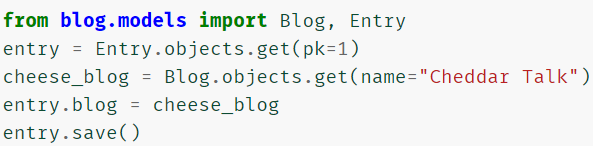 from blog.models import Blog, Entry
entry = Entry.objects.get(pk=1)
cheese_blog = Blog.objects.get(name="Cheddar Talk")
entry.blog = cheese_blog
entry.save()